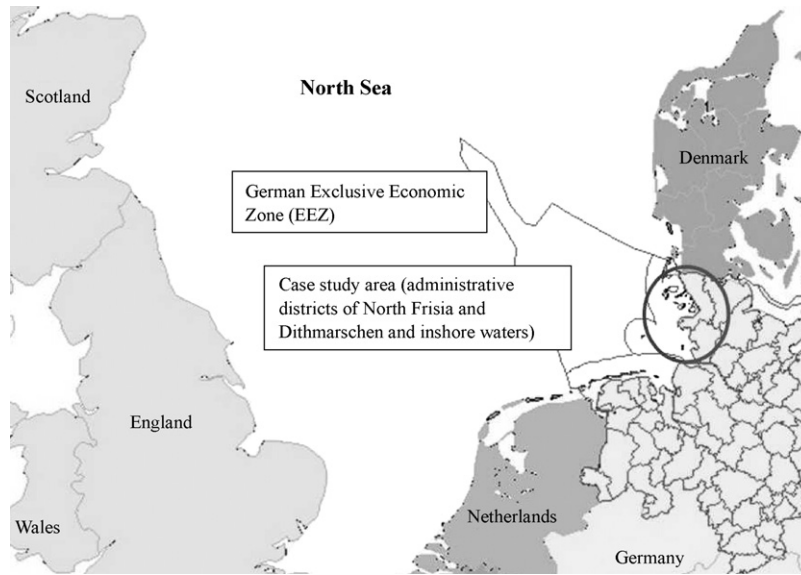 Scotland
North Sea
Denmark
German Exclusive Economic
Zone (EEZ)
Case study area (administrative
districts of North Frisia and
Dithmarschen and inshore waters)
England
Wales
Netherlands
Germany